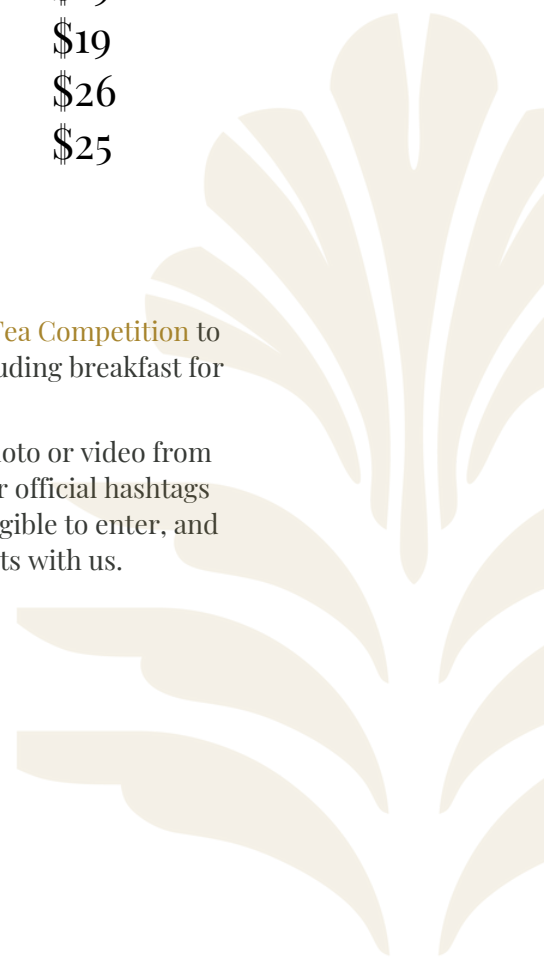 $19
$26
$25
Tea Competition to
uding breakfast for
oto or video from
r official hashtags
gible to enter, and
ts with us.